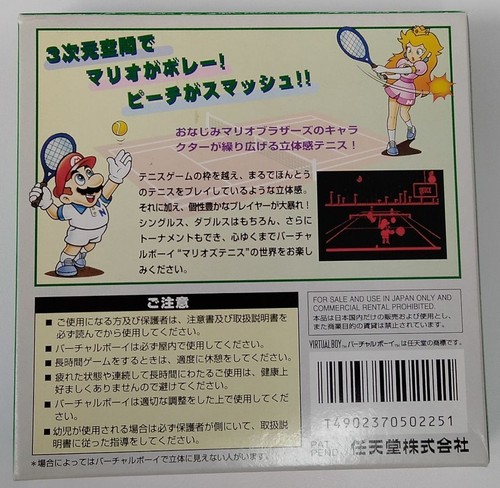 3次元空間で
マリオがボレー!
ピーチがスマッシュ!!
おなじみマリオブラザーズのキャラ
クターが繰り広げる立体感テニス!
テニスゲームの枠を越え、まるでほんとう
のテニスをプレイしているような立体感。
それに加え、個性豊かなプレイヤーが大暴れ!
シングルス、ダブルスはもちろん、さらに
トーナメントもでき、心ゆくまでバーチャ
ルボーイ“マリオズテニス”の世界をお楽し
みください。
N
N
ご注意
■ご使用になる方及び保護者は、注意書及び取扱説明書を
必ず読んでから使用してください。
■バーチャルボーイは必ず屋内で使用してください。
■長時間ゲームをするときは、適度に休憩をしてください。
■疲れた状態や連続して長時間にわたるご使用は、健康上
好ましくありませんので避けてください。
■バーチャルボーイは適切な調整をした上で使用してくだ
さい。
■幼児が使用される場合は必ず保護者が側にいて、取扱説
明書に従った指導をしてください。
*場合によってはバーチャルボーイで立体に見えない人がいます。
FOR SALE AND USE IN JAPAN ONLY AND
COMMERCIAL RENTAL PROHIBITED.
本品は日本国内だけの販売および使用とし、
また商業目的の賃貸は禁止されています。
VIRTUAL BOY™ バーチャルボーイ™は任天堂の商標です。
T4902370502251
PAT.
PEND.
任天堂株式会社